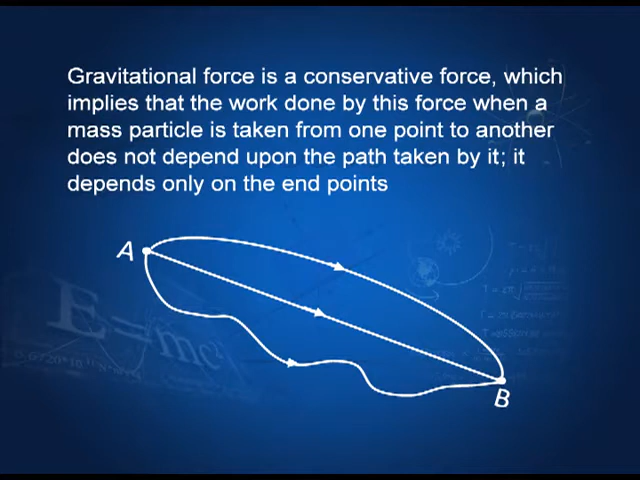 Gravitational force is a conservative force, which
implies that the work done by this force when a
mass particle is taken from one point to another
does not depend upon the path taken by it; it
depends only on the end points
A
B
E=mc²